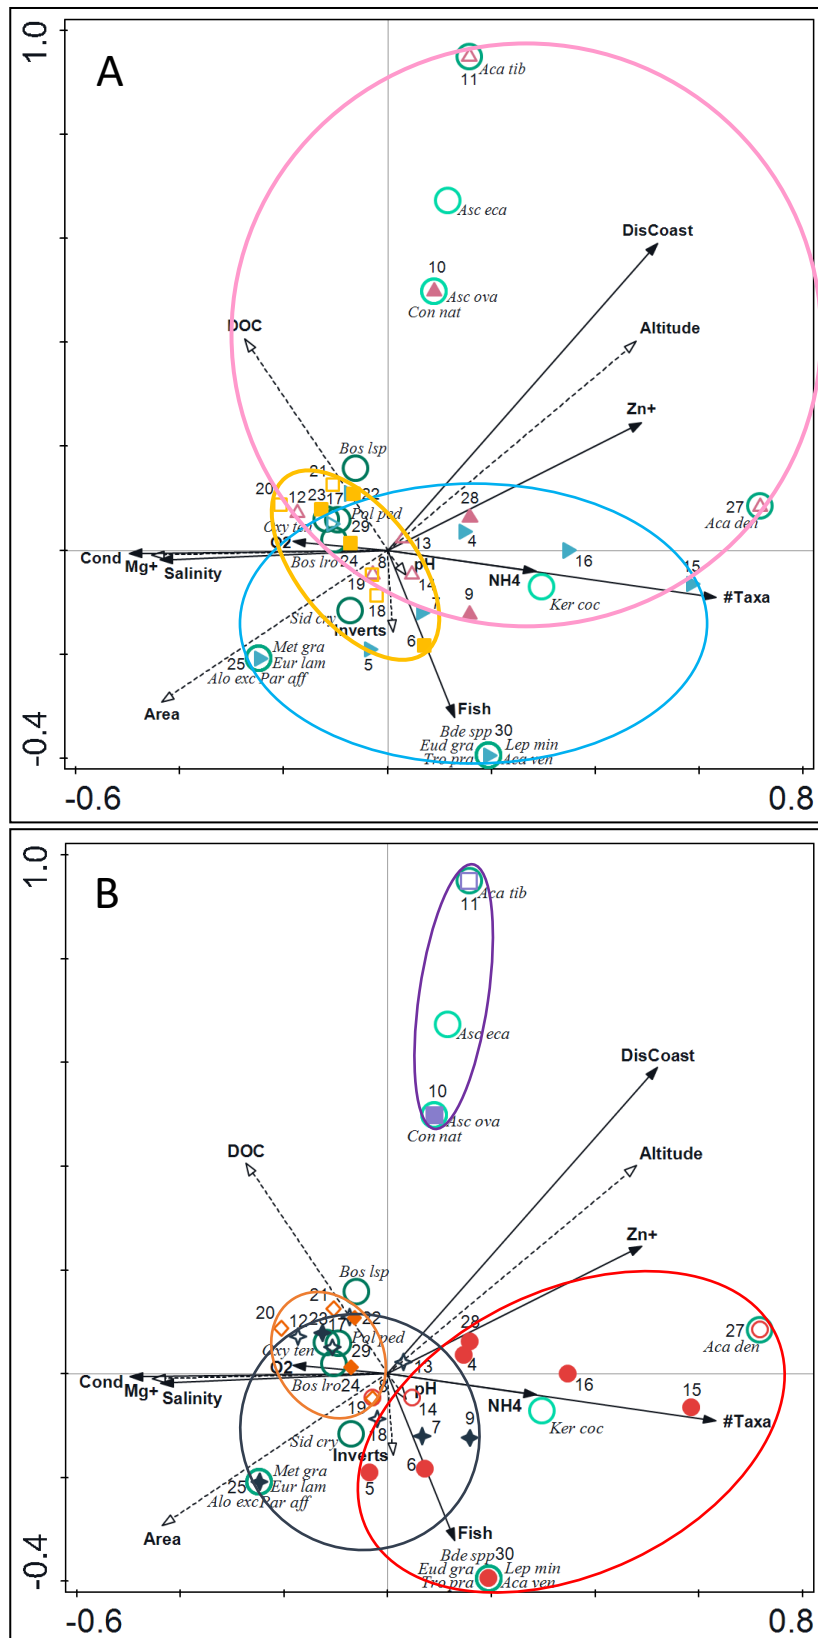 1.0
A
Aca tib
11
Asc eca
DisCoast
10
Asc ova
Con nat
DOC
Altitude
Zn+
Bos lsp
21
20
12
23
17
22
Pol ped
28
27
Oxy ten
29
13
4
Aca den
O2
Cond
Mg+
Salinity
Bos lro
24
8
pH
16
15
NH4
19
14
#Taxa
Ker coc
Sid cry
18
7
9
Inverts
6
Met gra
25
Eur lam
5
Alo exc
Par aff
Area
Fish
Bde spp
30
Eud gra
Lep min
Tro pra
Aca ven
-0.4
-0.6
0.8
1.0
B
Aca tib
11
Asc eca
DisCoast
10
Asc ova
Con nat
DOC
Altitude
Zn+
Bos lsp
21
20
12
23
17
22
28
27
Pol ped
Oxy ten
29
13
4
Aca den
O2
16
15
Cond
Mg+
Salinity
Bos lro
24
8
pH
NH4
19
14
#Taxa
Ker coc
7
9
Sid cry
18
Inverts
6
Met gra
25
Eur lam
5
Alo exc
Par aff
Area
Fish
Bde spp
30
Eud gra
Lep min
Tro pra
Aca ven
-0.4
-0.6
0.8